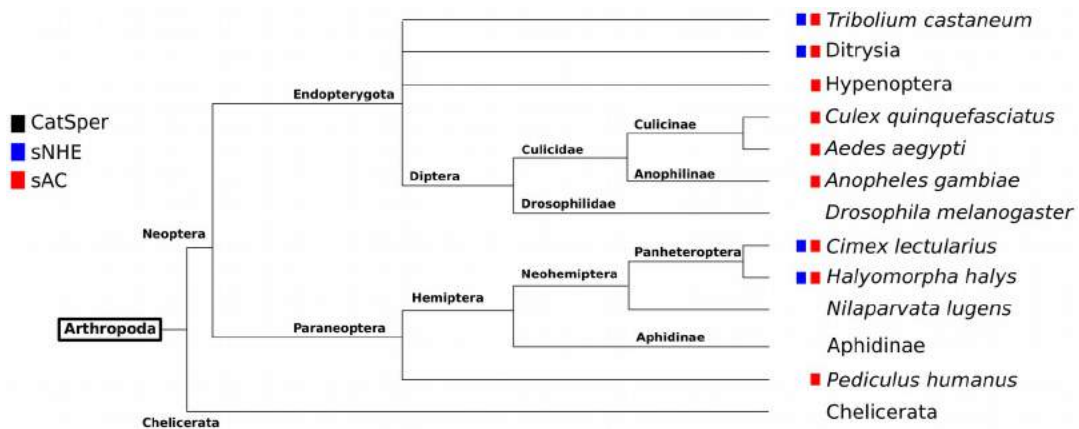 Tribolium castaneum
Ditrysia
Endopterygota
Hypenoptera
CatSper
Culex quinquefasciatus
Culicinae
sNHE
Culicidae
Aedes aegypti
sAC
Diptera
Anophilinae
Anopheles gambiae
Drosophilidae
Drosophila melanogaster
Neoptera
Panheteroptera
Cimex lectularius
Neohemiptera
Halyomorpha halys
Hemiptera
Nilaparvata lugens
Arthropoda
Paraneoptera
Aphidinae
Aphidinae
Pediculus humanus
Chelicerata
Chelicerata